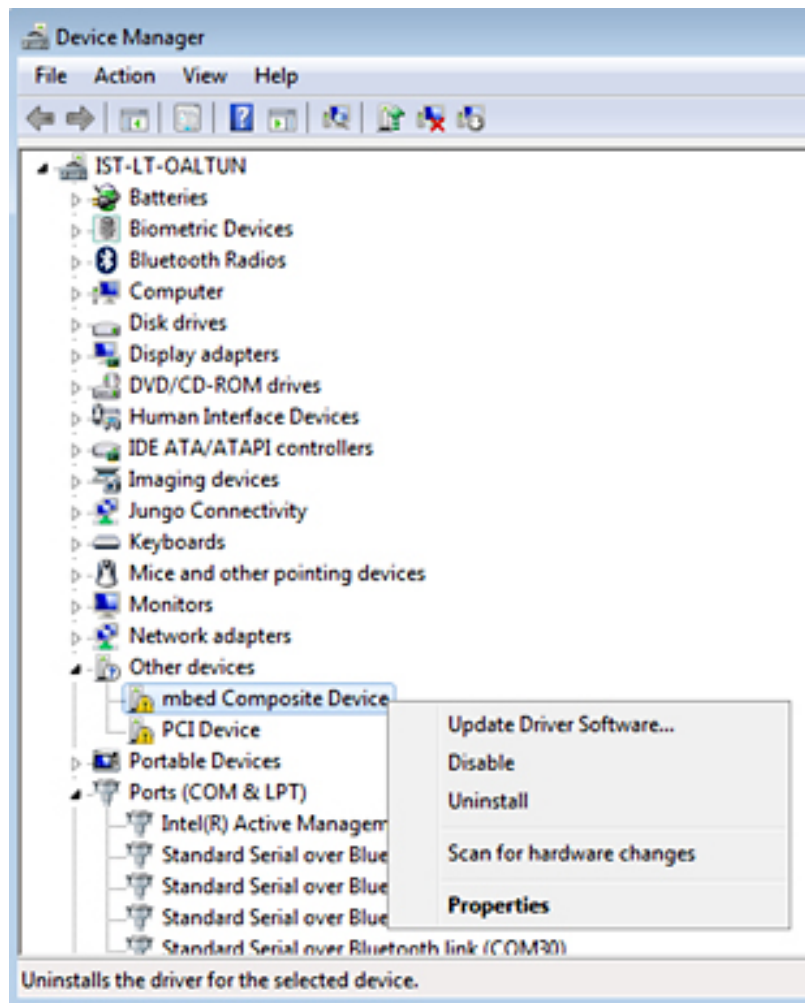 Device Manager
File Action View Help
IST-LT-OALTUN
Batteries
Biometric Devices
Bluetooth Radios
Computer
Disk drives
Display adapters
DVD/CD-ROM drives
Human Interface Devices
IDE ATA/ATAPI controllers
Imaging devices
Jungo Connectivity
Keyboards
Mice and other pointing devices
Monitors
Network adapters
Other devices
mbed Composite Device
PCI Device
Portable Devices
Ports (COM & LPT)
Intel(R) Active Managem
Standard Serial over Blue
Standard Serial over Blue
Standard Serial over Blue
Standard Serial over Bluetooth link (COM30)
Update Driver Software...
Disable
Uninstall
Scan for hardware changes
Properties
Uninstalls the driver for the selected device.